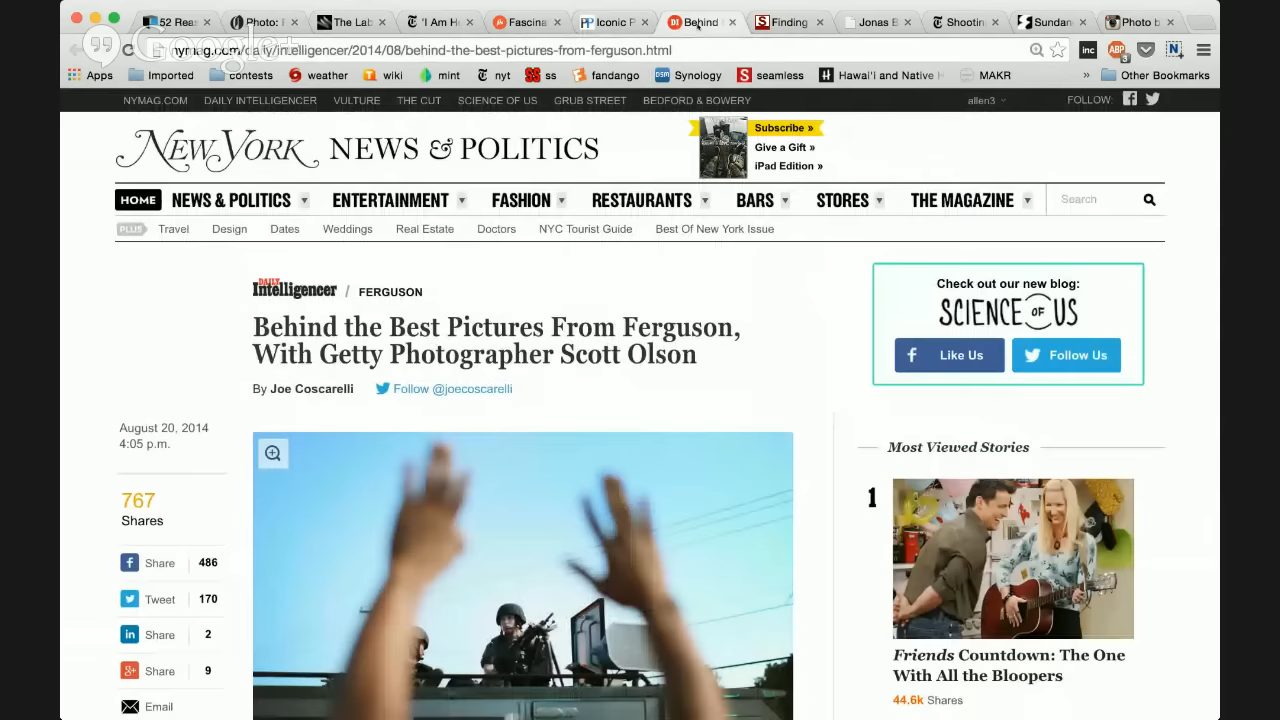 52 Reas
Photo: F
The Lab
'I Am H
Fascina
Iconic P
Behind
Finding
Jonas B
Shootin
Sundan
Photo b
Google+
nymag.com/daily/intelligencer/2014/08/behind-the-best-pictures-from-ferguson.html
inc
ABP
3
N
Apps
Imported
contests
weather
wiki
mint
nyt
ss
fandango
Synology
seamless
Hawai'i and Native H
MAKR
»
Other Bookmarks
NYMAG.COM
DAILY INTELLIGENCER
VULTURE
THE CUT
SCIENCE OF US
GRUB STREET
BEDFORD & BOWERY
allen3
FOLLOW:
NEW YORK NEWS & POLITICS
Subscribe »
Give a Gift »
iPad Edition »
HOME
NEWS & POLITICS
ENTERTAINMENT
FASHION
RESTAURANTS
BARS
STORES
THE MAGAZINE
Search
PLUS
Travel
Design
Dates
Weddings
Real Estate
Doctors
NYC Tourist Guide
Best Of New York Issue
DAILY Intelligencer / FERGUSON
Behind the Best Pictures From Ferguson,
With Getty Photographer Scott Olson
By Joe Coscarelli
Follow @joecoscarelli
August 20, 2014
4:05 p.m.
767
Shares
Share 486
Tweet 170
Share 2
Share 9
Email
Check out our new blog:
SCIENCE OF US
Like Us
Follow Us
Most Viewed Stories
1
Friends Countdown: The One
With All the Bloopers
44.6k Shares